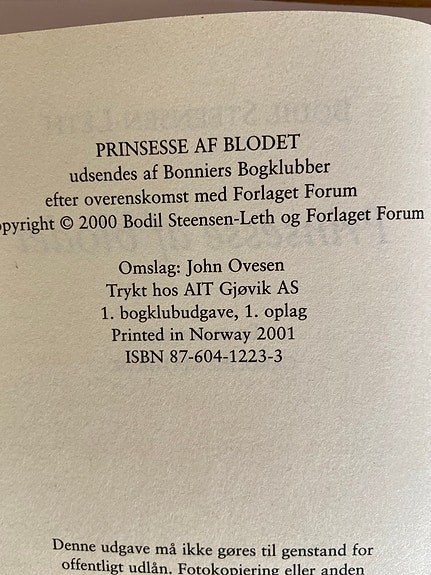 PRINSESSE AF BLODET
udsendes af Bonniers Bogklubber
efter overenskomst med Forlaget Forum
opyright © 2000 Bodil Steensen-Leth og Forlaget Forum
Omslag: John Ovesen
Trykt hos AIT Gjøvik AS
1. bogklubudgave, 1. oplag
Printed in Norway 2001
ISBN 87-604-1223-3
Denne udgave må ikke gøres til genstand for
offentligt udlån. Fotokopiering eller anden